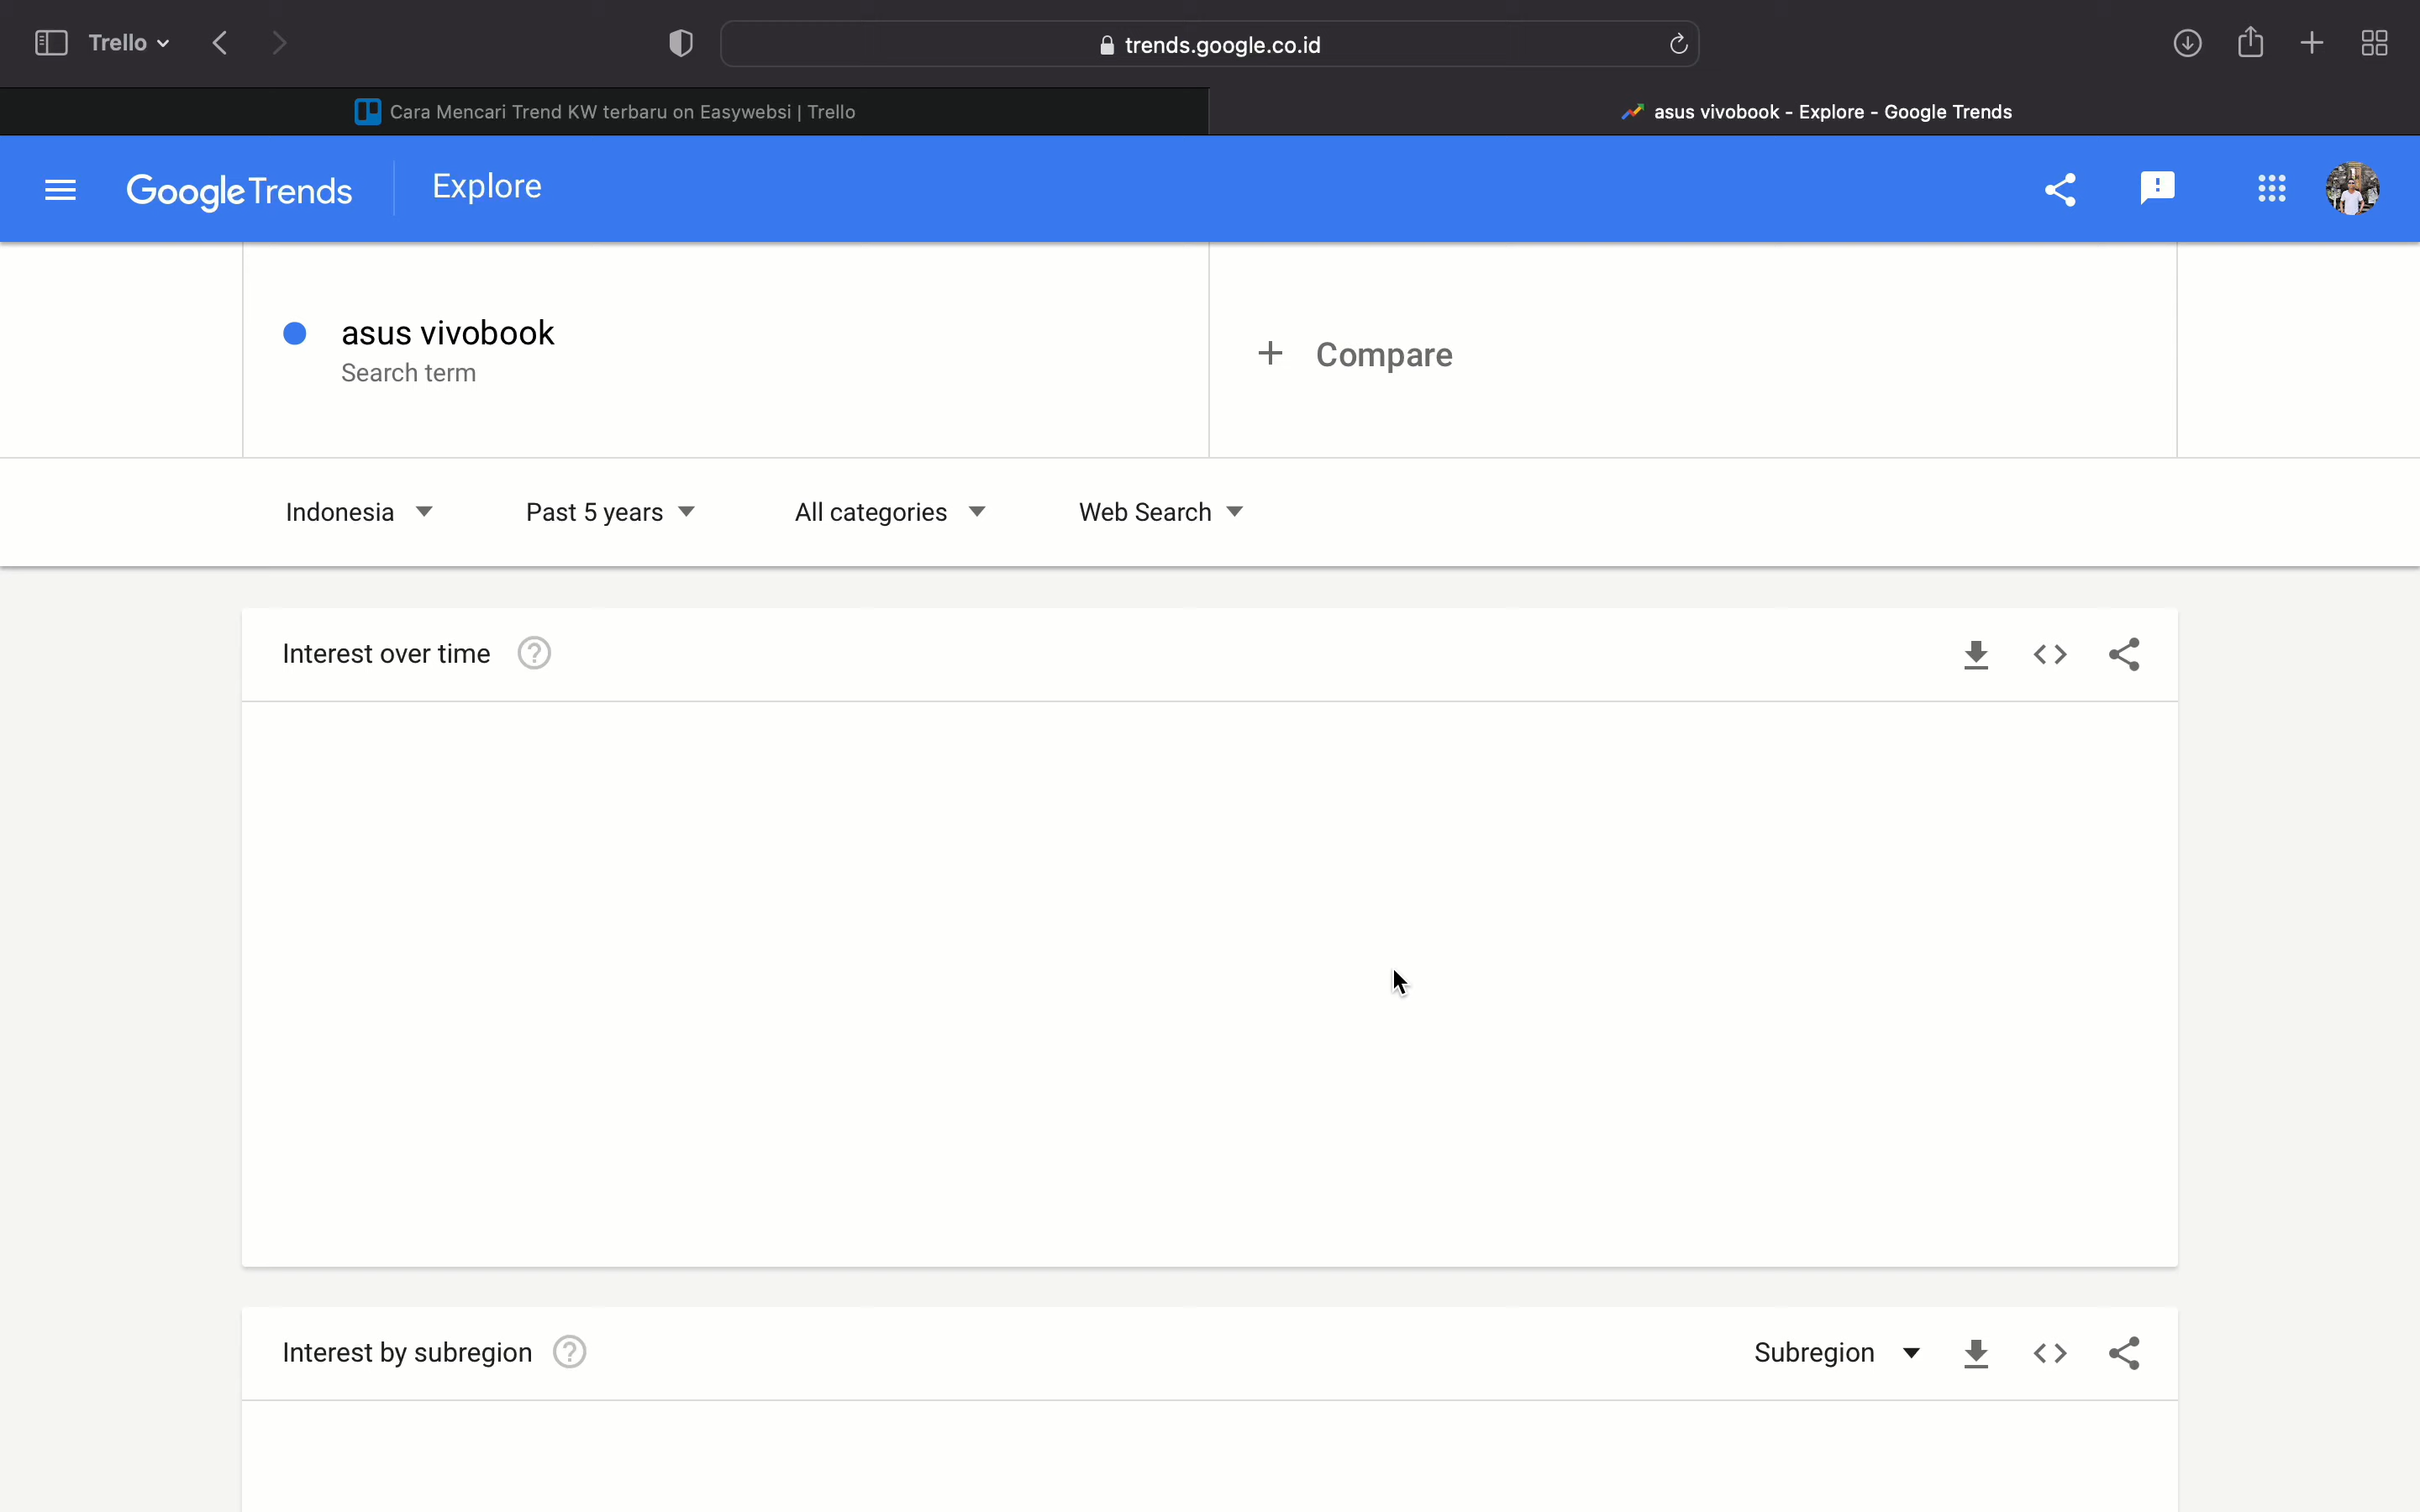 Trello
trends.google.co.id
Cara Mencari Trend KW terbaru on Easywebsi | Trello
asus vivobook - Explore - Google Trends
Google Trends
Explore
asus vivobook
Search term
+ Compare
Indonesia
Past 5 years
All categories
Web Search
Interest over time
Interest by subregion
Subregion